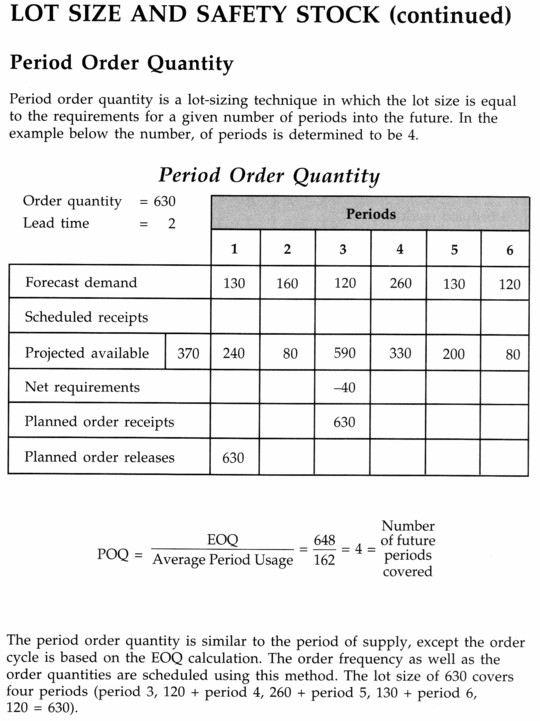 LOT SIZE AND SAFETY STOCK (continued)
Period Order Quantity
Period order quantity is a lot-sizing technique in which the lot size is equal
to the requirements for a given number of periods into the future. In the
example below the number, of periods is determined to be 4.
Period Order Quantity
Order quantity = 630
Lead time = 2
Periods
1 2 3 4 5 6
Forecast demand 130 160 120 260 130 120
Scheduled receipts
Projected available 370 240 80 590 330 200 80
Net requirements –40
Planned order receipts 630
Planned order releases 630
POQ = EOQ / Average Period Usage = 648 / 162 = 4 = Number
of future
periods
covered
The period order quantity is similar to the period of supply, except the order
cycle is based on the EOQ calculation. The order frequency as well as the
order quantities are scheduled using this method. The lot size of 630 covers
four periods (period 3, 120 + period 4, 260 + period 5, 130 + period 6,
120 = 630).